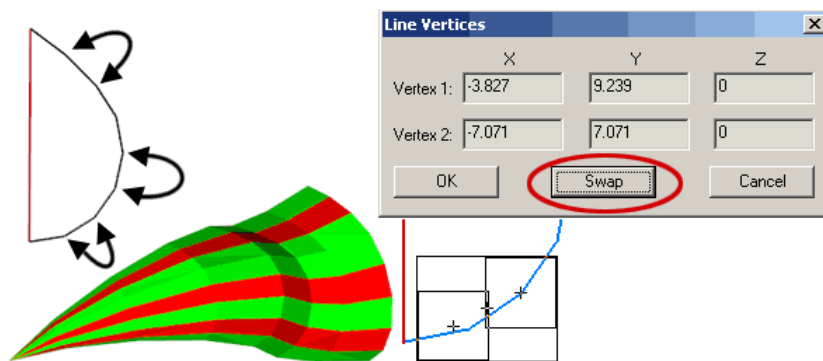 Line Vertices
X Y Z
Vertex 1: -3.827 9.239 0
Vertex 2: -7.071 7.071 0
OK Swap Cancel